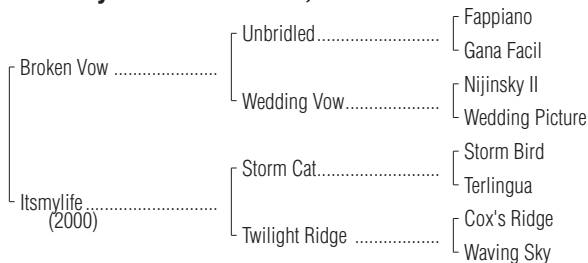 Fappiano
Unbridled
Gana Facil
Broken Vow
Nijinsky II
Wedding Vow
Wedding Picture
Storm Bird
Storm Cat
Terlingua
Itsmylife
(2000)
Cox's Ridge
Twilight Ridge
Waving Sky